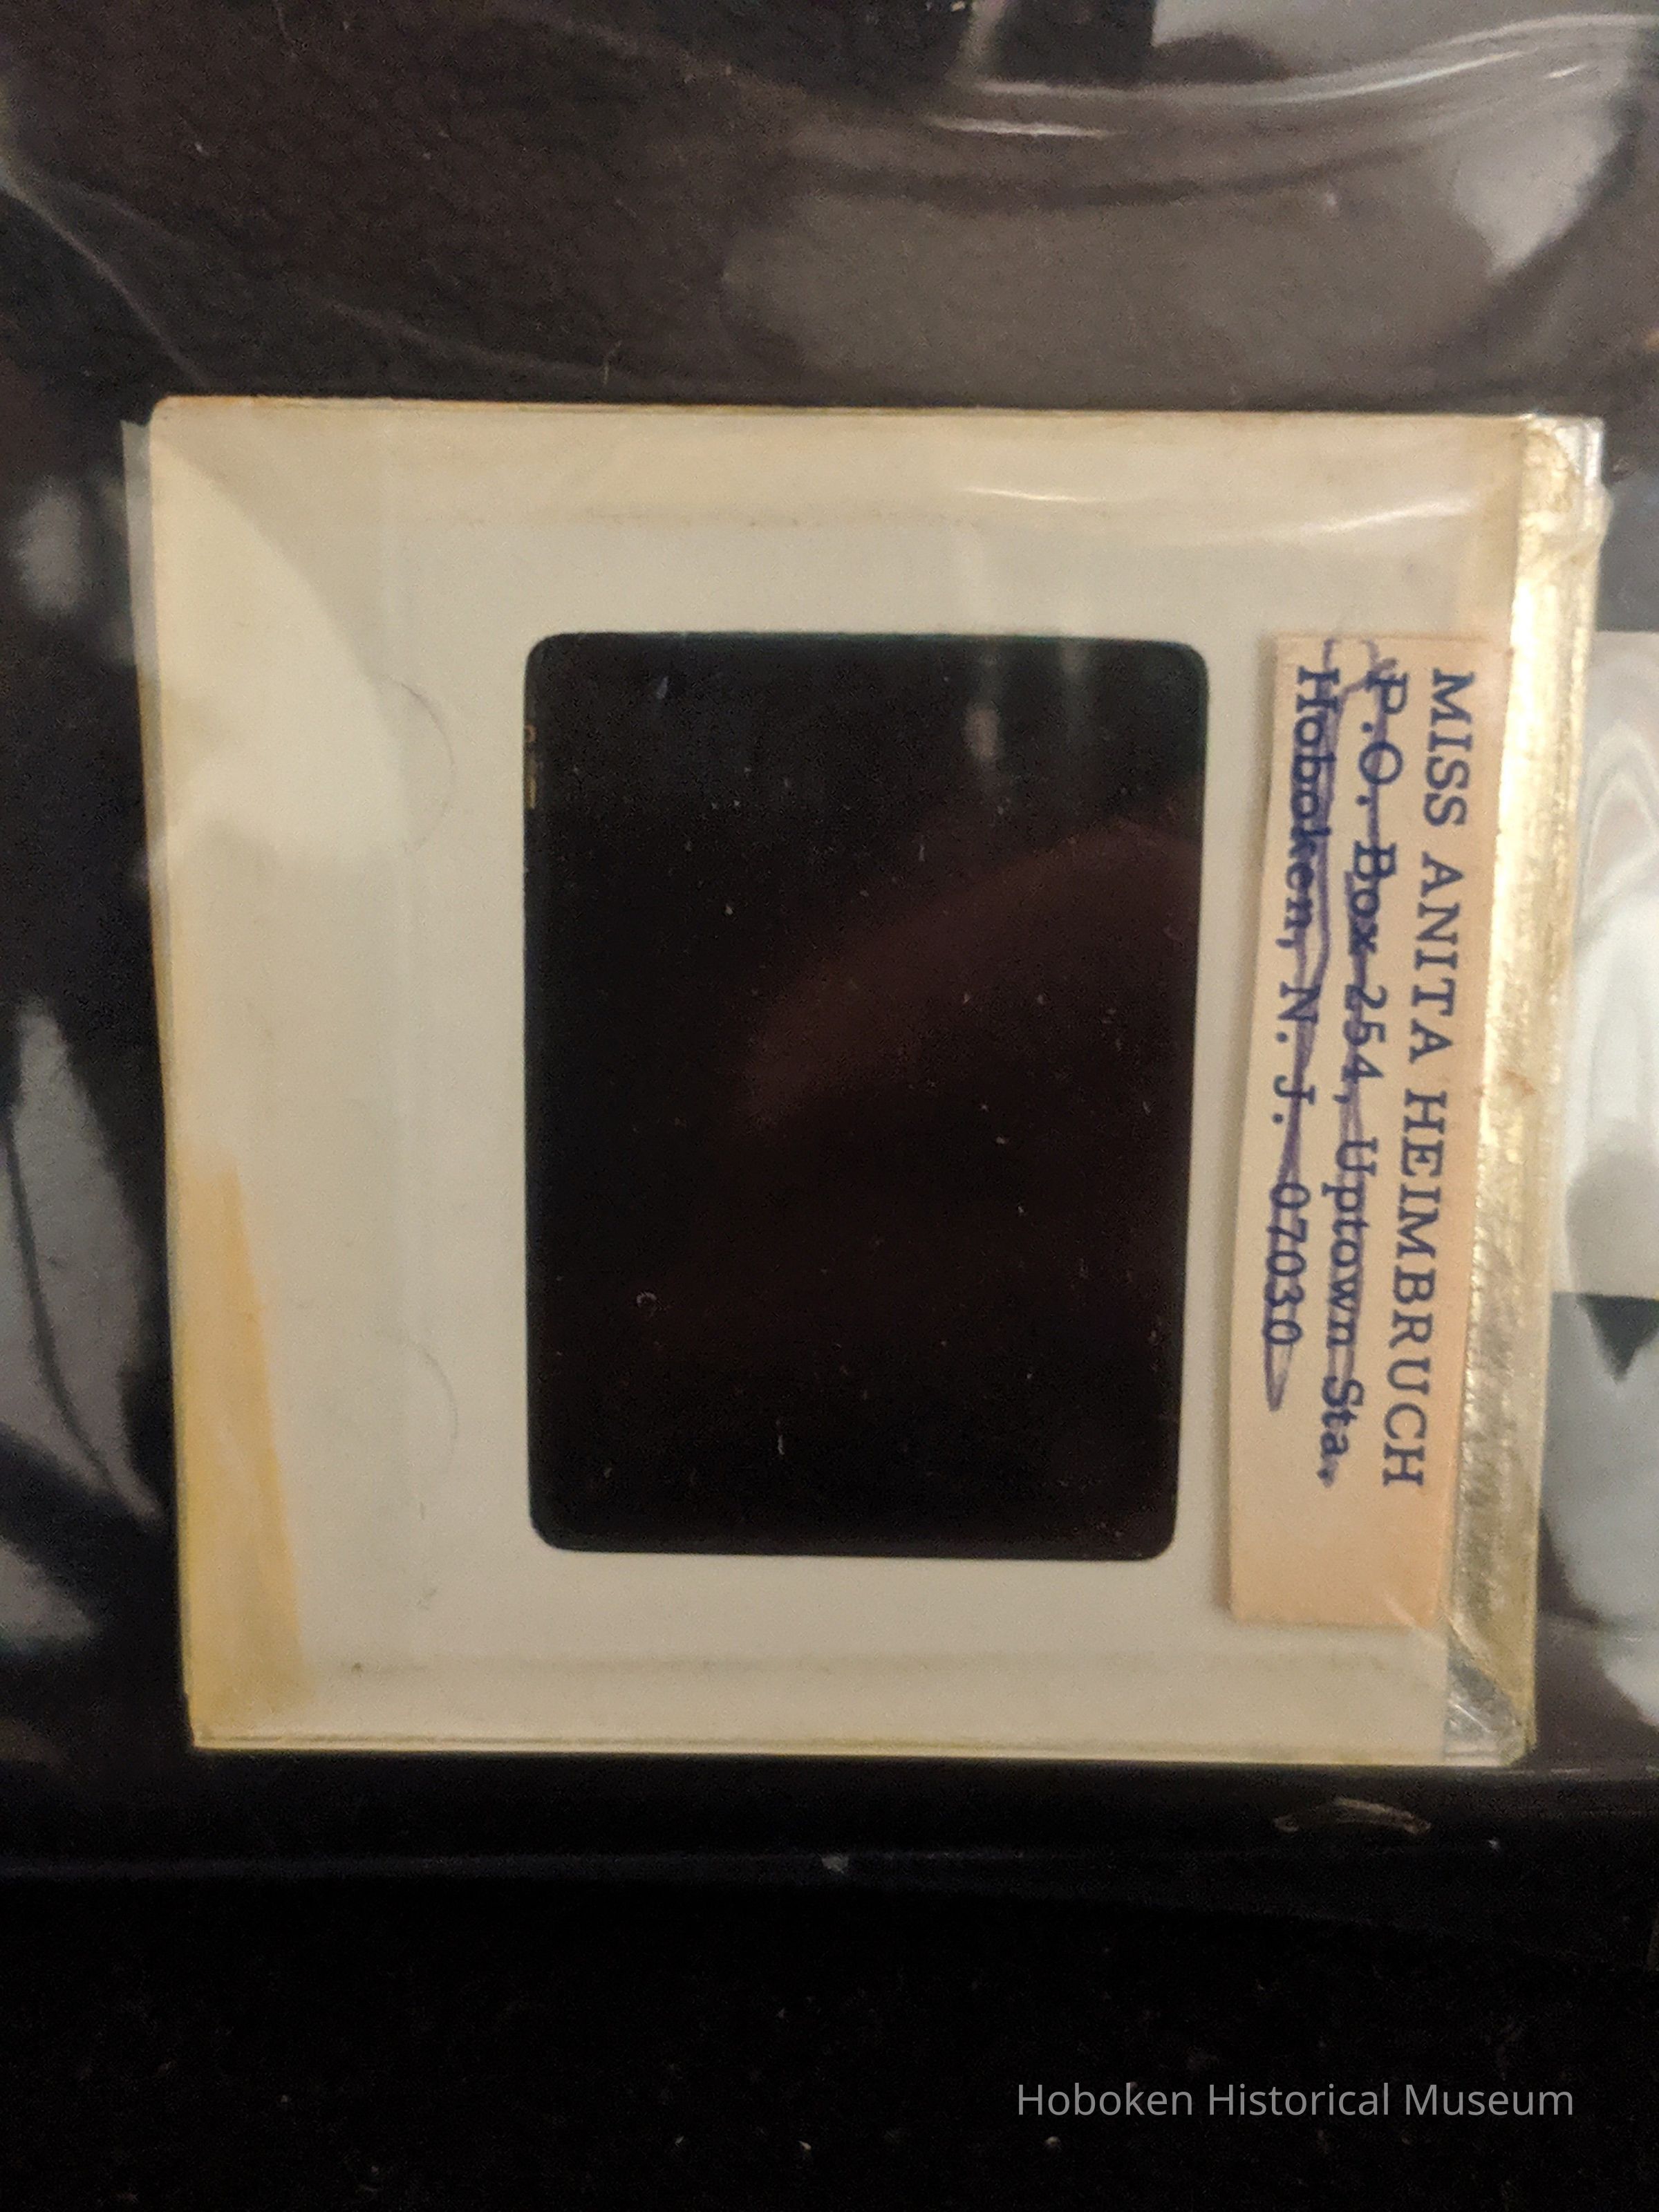 MISS ANITA HEIMBRUCH
P.O. Box 254, Uptown Sta.
Hoboken, N. J. 07030
Hoboken Historical Museum